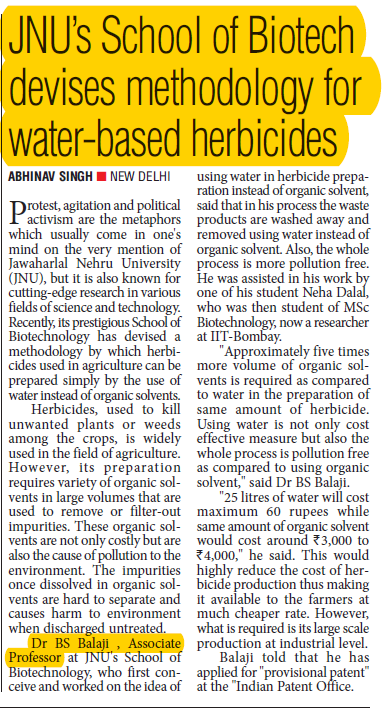 JNU's School of Biotech
devises methodology for
water-based herbicides
ABHINAV SINGH ■ NEW DELHI
Protest, agitation and political
activism are the metaphors
which usually come in one's
mind on the very mention of
Jawaharlal Nehru University
(JNU), but it is also known for
cutting-edge research in various
fields of science and technology.
Recently, its prestigious School of
Biotechnology has devised a
methodology by which herbi-
cides used in agriculture can be
prepared simply by the use of
water instead of organic solvents.
Herbicides, used to kill
unwanted plants or weeds
among the crops, is widely
used in the field of agriculture.
However, its preparation
requires variety of organic sol-
vents in large volumes that are
used to remove or filter-out
impurities. These organic sol-
vents are not only costly but are
also the cause of pollution to the
environment. The impurities
once dissolved in organic sol-
vents are hard to separate and
causes harm to environment
when discharged untreated.
Dr BS Balaji , Associate
Professor at JNU's School of
Biotechnology, who first con-
ceive and worked on the idea of
using water in herbicide prepa-
ration instead of organic solvent,
said that in his process the waste
products are washed away and
removed using water instead of
organic solvent. Also, the whole
process is more pollution free.
He was assisted in his work by
one of his student Neha Dalal,
who was then student of MSc
Biotechnology, now a researcher
at IIT-Bombay.
"Approximately five times
more volume of organic sol-
vents is required as compared
to water in the preparation of
same amount of herbicide.
Using water is not only cost
effective measure but also the
whole process is pollution free
as compared to using organic
solvent," said Dr BS Balaji.
"25 litres of water will cost
maximum 60 rupees while
same amount of organic solvent
would cost around ₹3,000 to
₹4,000," he said. This would
highly reduce the cost of her-
bicide production thus making
it available to the farmers at
much cheaper rate. However,
what is required is its large scale
production at industrial level.
Balaji told that he has
applied for "provisional patent"
at the "Indian Patent Office.